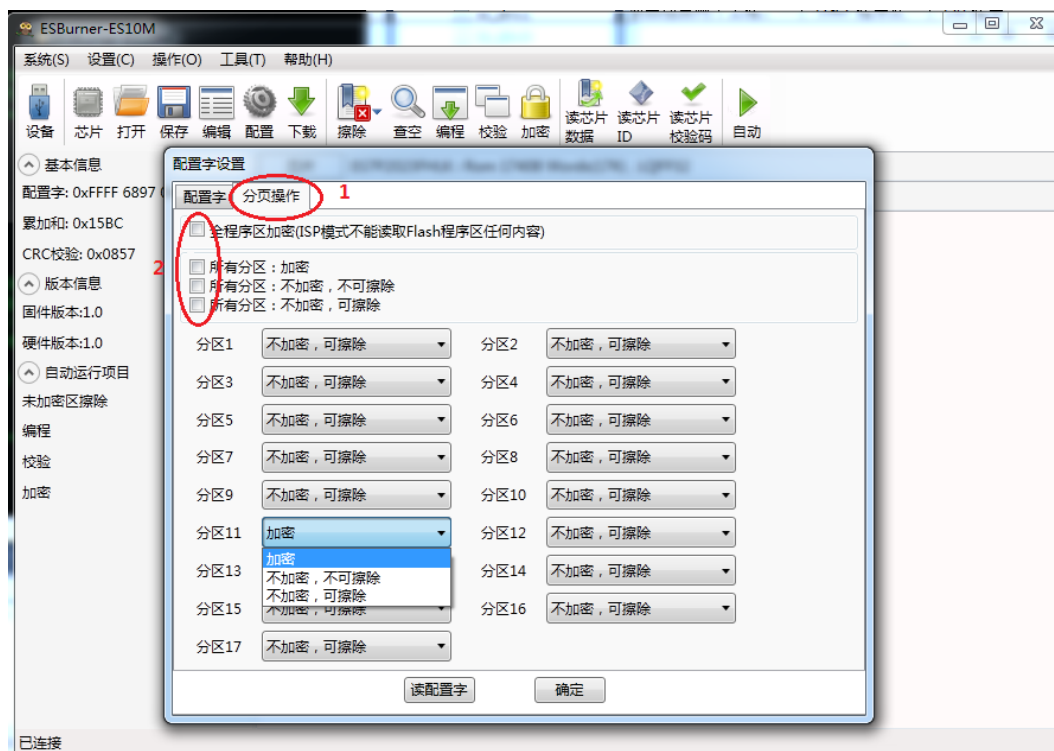 ESBurner-ES10M
系统(S) 设置(C) 操作(O) 工具(T) 帮助(H)
设备 芯片 打开 保存 编辑 配置 下载 擦除 查空 编程 校验 加密 读芯片数据 读芯片ID 读芯片校验码 自动
基本信息
配置字: 0xFFFF 6897
累加和: 0x15BC
CRC校验: 0x0857
版本信息
固件版本:1.0
硬件版本:1.0
自动运行项目
未加密区擦除
编程
校验
加密
已连接
配置字设置
配置字 分页操作 1
全程序区加密(ISP模式不能读取Flash程序区任何内容)
2
所有分区：加密
所有分区：不加密，不可擦除
所有分区：不加密，可擦除
分区1 不加密，可擦除 分区2 不加密，可擦除
分区3 不加密，可擦除 分区4 不加密，可擦除
分区5 不加密，可擦除 分区6 不加密，可擦除
分区7 不加密，可擦除 分区8 不加密，可擦除
分区9 不加密，可擦除 分区10 不加密，可擦除
分区11 加密 分区12 不加密，可擦除
加密
分区13 不加密，不可擦除 分区14 不加密，可擦除
不加密，可擦除
分区15 不加密，可擦除 分区16 不加密，可擦除
分区17 不加密，可擦除
读配置字 确定